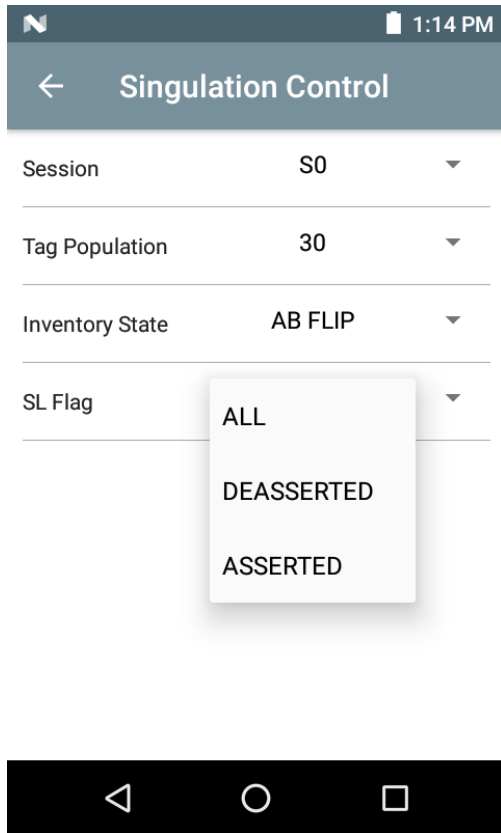 1:14 PM
Singulation Control
Session S0
Tag Population 30
Inventory State AB FLIP
SL Flag
ALL
DEASSERTED
ASSERTED